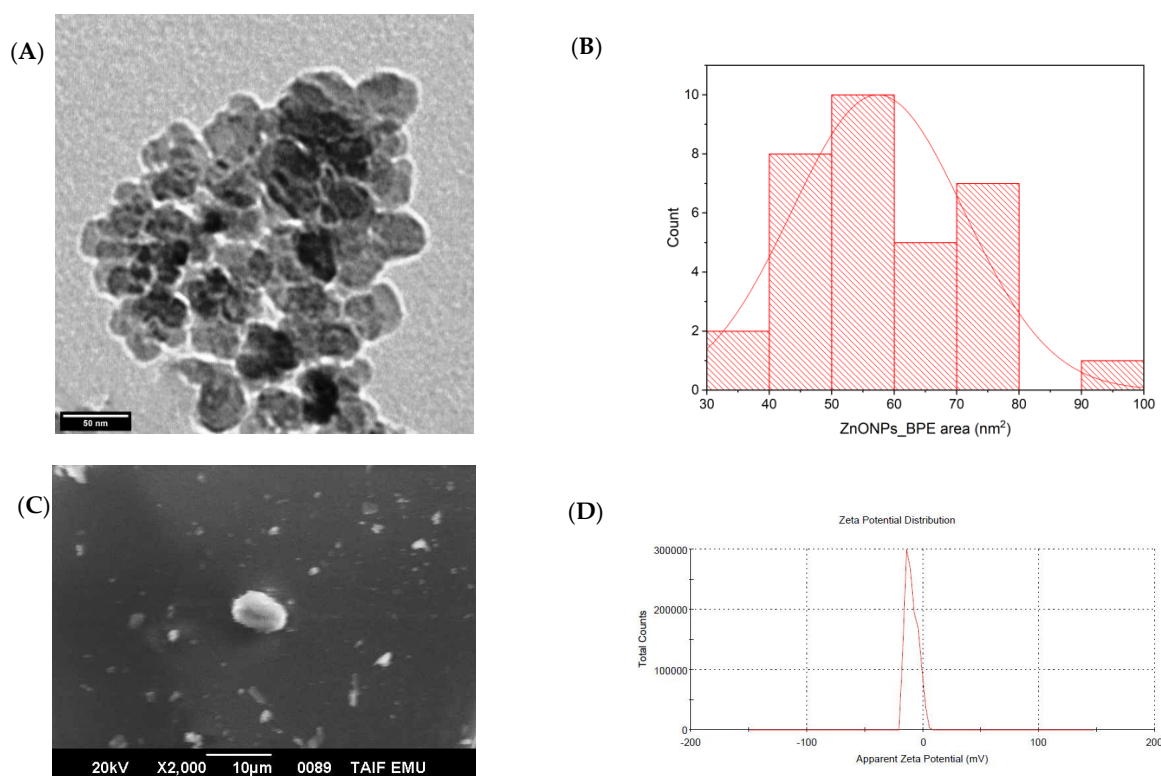 (A)
50 nm
(B)
10
8
6
4
2
0
Count
30 40 50 60 70 80 90 100
ZnONPs_BPE area (nm²)
(C)
20kV X2,000 10µm 0089 TAIF EMU
(D)
Zeta Potential Distribution
300000
200000
100000
0
Total Counts
-200 -100 0 100 200
Apparent Zeta Potential (mV)